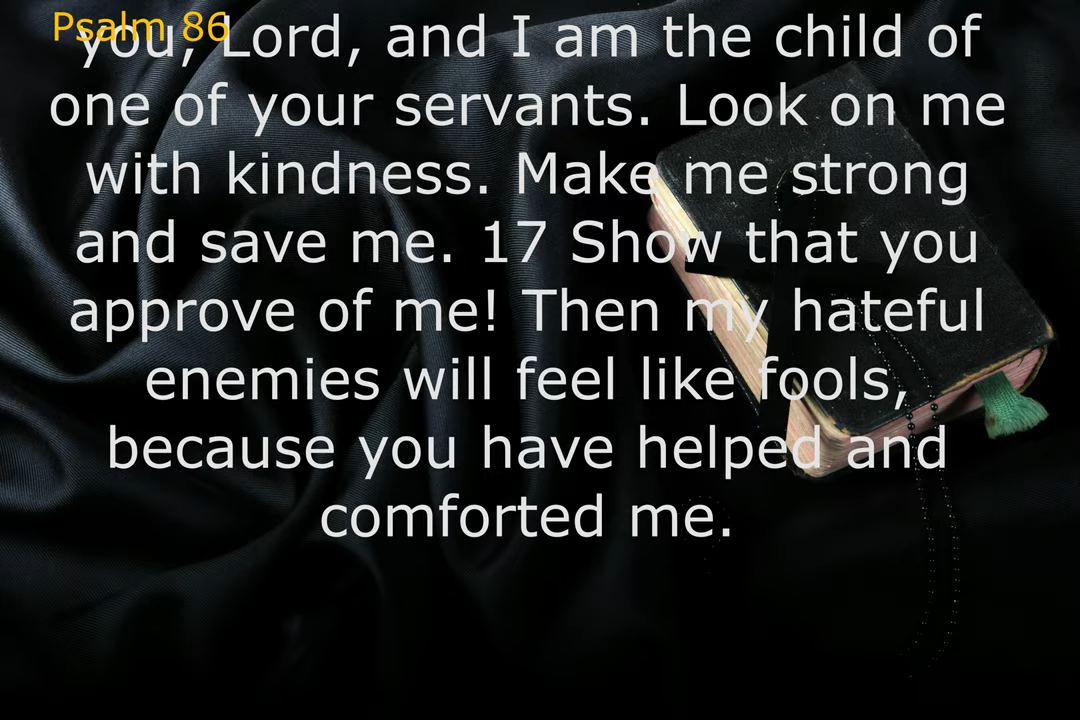 Psalm 86
you, Lord, and I am the child of
one of your servants. Look on me
with kindness. Make me strong
and save me. 17 Show that you
approve of me! Then my hateful
enemies will feel like fools,
because you have helped and
comforted me.